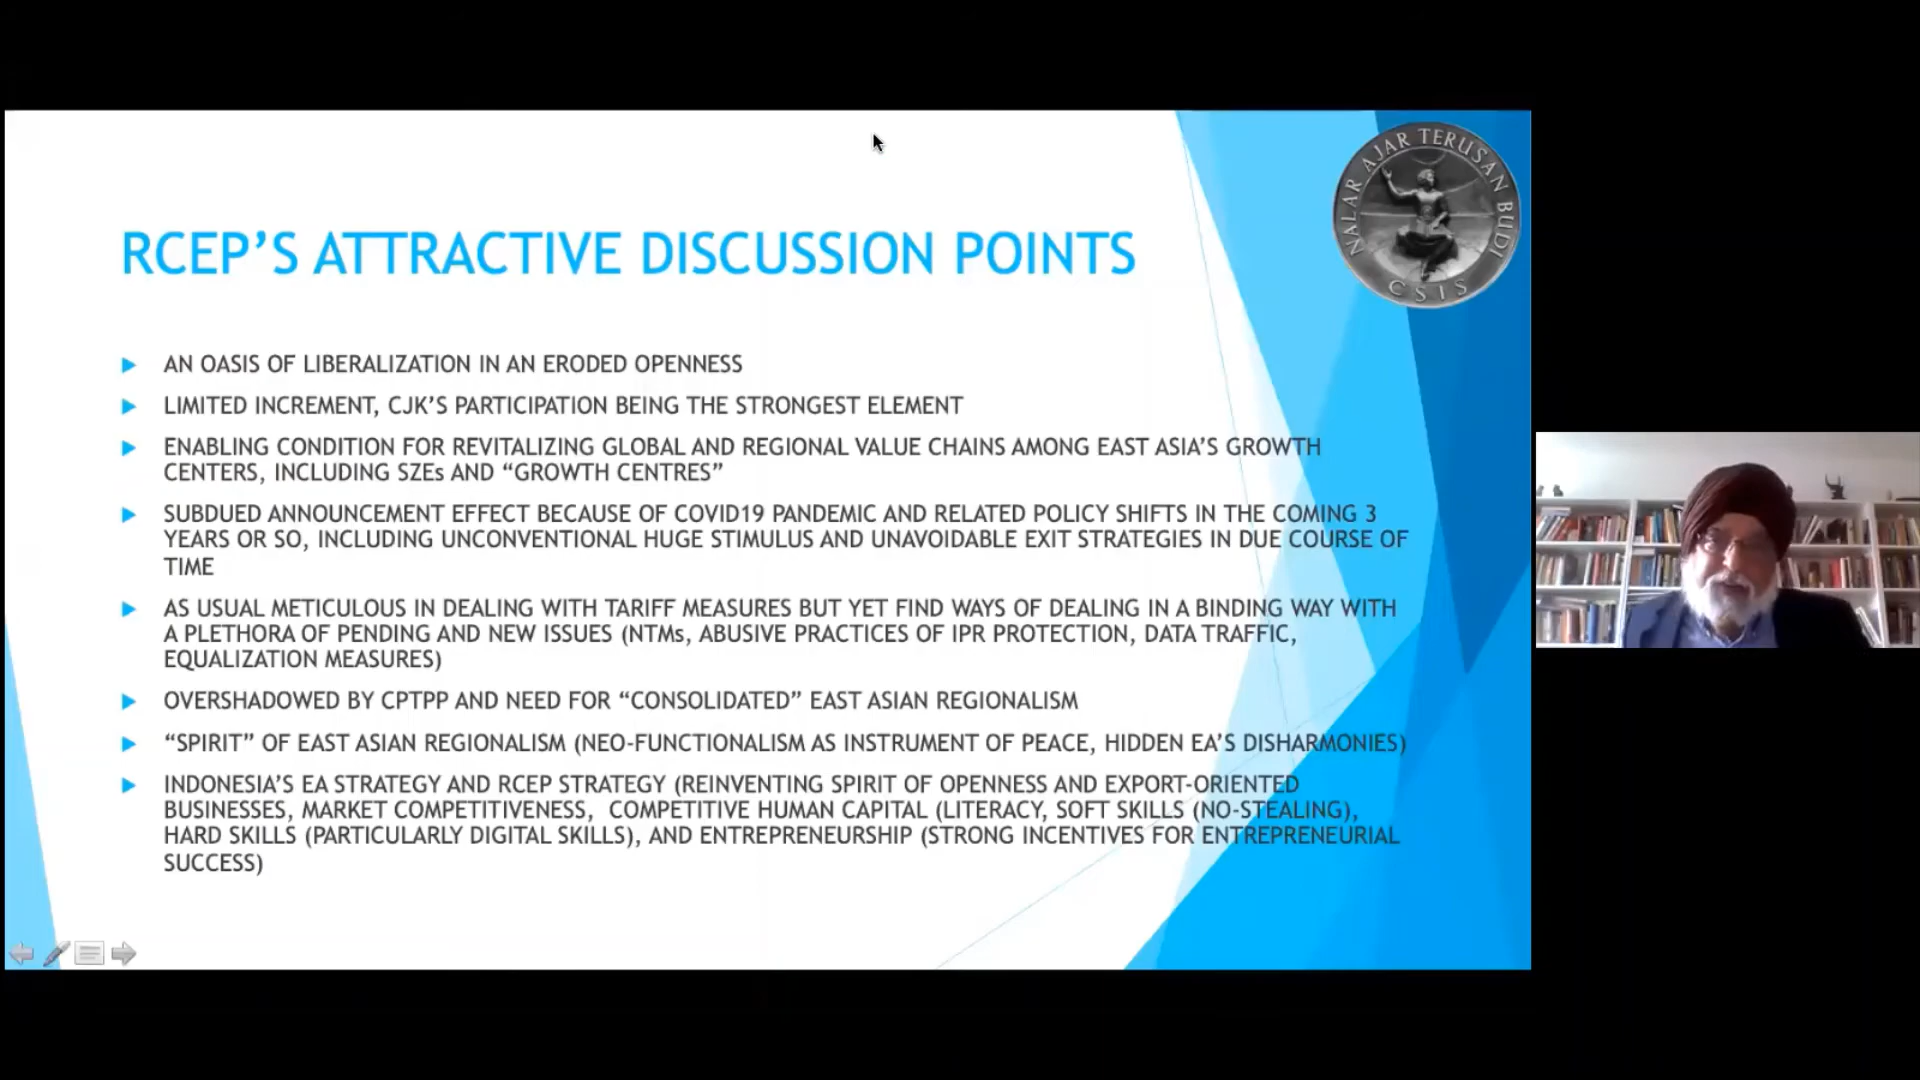 NALAR AJAR TERUSAN BUDI
CSIS
RCEP’S ATTRACTIVE DISCUSSION POINTS
AN OASIS OF LIBERALIZATION IN AN ERODED OPENNESS
LIMITED INCREMENT, CJK’S PARTICIPATION BEING THE STRONGEST ELEMENT
ENABLING CONDITION FOR REVITALIZING GLOBAL AND REGIONAL VALUE CHAINS AMONG EAST ASIA’S GROWTH
CENTERS, INCLUDING SZEs AND “GROWTH CENTRES”
SUBDUED ANNOUNCEMENT EFFECT BECAUSE OF COVID19 PANDEMIC AND RELATED POLICY SHIFTS IN THE COMING 3
YEARS OR SO, INCLUDING UNCONVENTIONAL HUGE STIMULUS AND UNAVOIDABLE EXIT STRATEGIES IN DUE COURSE OF
TIME
AS USUAL METICULOUS IN DEALING WITH TARIFF MEASURES BUT YET FIND WAYS OF DEALING IN A BINDING WAY WITH
A PLETHORA OF PENDING AND NEW ISSUES (NTMs, ABUSIVE PRACTICES OF IPR PROTECTION, DATA TRAFFIC,
EQUALIZATION MEASURES)
OVERSHADOWED BY CPTPP AND NEED FOR “CONSOLIDATED” EAST ASIAN REGIONALISM
“SPIRIT” OF EAST ASIAN REGIONALISM (NEO-FUNCTIONALISM AS INSTRUMENT OF PEACE, HIDDEN EA’S DISHARMONIES)
INDONESIA’S EA STRATEGY AND RCEP STRATEGY (REINVENTING SPIRIT OF OPENNESS AND EXPORT-ORIENTED
BUSINESSES, MARKET COMPETITIVENESS,  COMPETITIVE HUMAN CAPITAL (LITERACY, SOFT SKILLS (NO-STEALING),
HARD SKILLS (PARTICULARLY DIGITAL SKILLS), AND ENTREPRENEURSHIP (STRONG INCENTIVES FOR ENTREPRENEURIAL
SUCCESS)